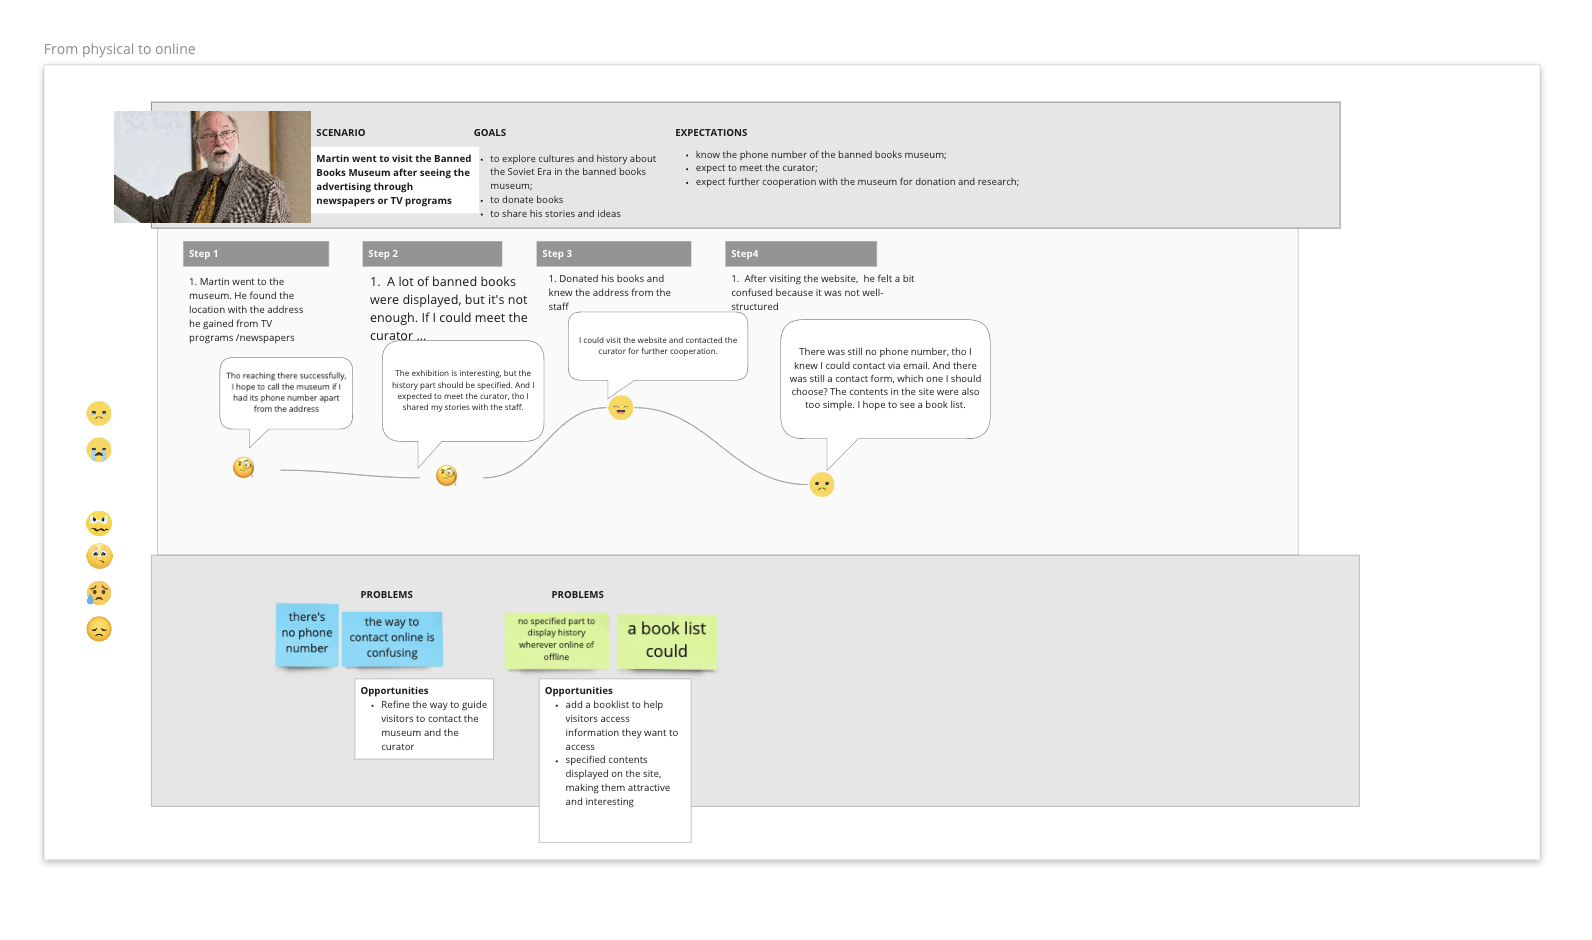 From physical to online
SCENARIO
Martin went to visit the Banned
Books Museum after seeing the
advertising through
newspapers or TV programs
GOALS
• to explore cultures and history about
the Soviet Era in the banned books
museum;
• to donate books
• to share his stories and ideas
EXPECTATIONS
• know the phone number of the banned books museum;
• expect to meet the curator;
• expect further cooperation with the museum for donation and research;
Step 1
1. Martin went to the
museum. He found the
location with the address
he gained from TV
programs /newspapers
Tho reaching there successfully,
I hope to call the museum if I
had its phone number apart
from the address
Step 2
1. A lot of banned books
were displayed, but it's not
enough. If I could meet the
curator ...
The exhibition is interesting, but the
history part should be specified. And I
expected to meet the curator, tho I
shared my stories with the staff.
Step 3
1. Donated his books and
knew the address from the
staff
I could visit the website and contacted the
curator for further cooperation.
Step4
1. After visiting the website, he felt a bit
confused because it was not well-
structured
There was still no phone number, tho I
knew I could contact via email. And there
was still a contact form, which one I should
choose? The contents in the site were also
too simple. I hope to see a book list.
PROBLEMS
there's
no phone
number
the way to
contact online is
confusing
Opportunities
• Refine the way to guide
visitors to contact the
museum and the
curator
PROBLEMS
no specified part to
display history
wherever online of
offline
a book list
could
Opportunities
• add a booklist to help
visitors access
information they want to
access
• specified contents
displayed on the site,
making them attractive
and interesting